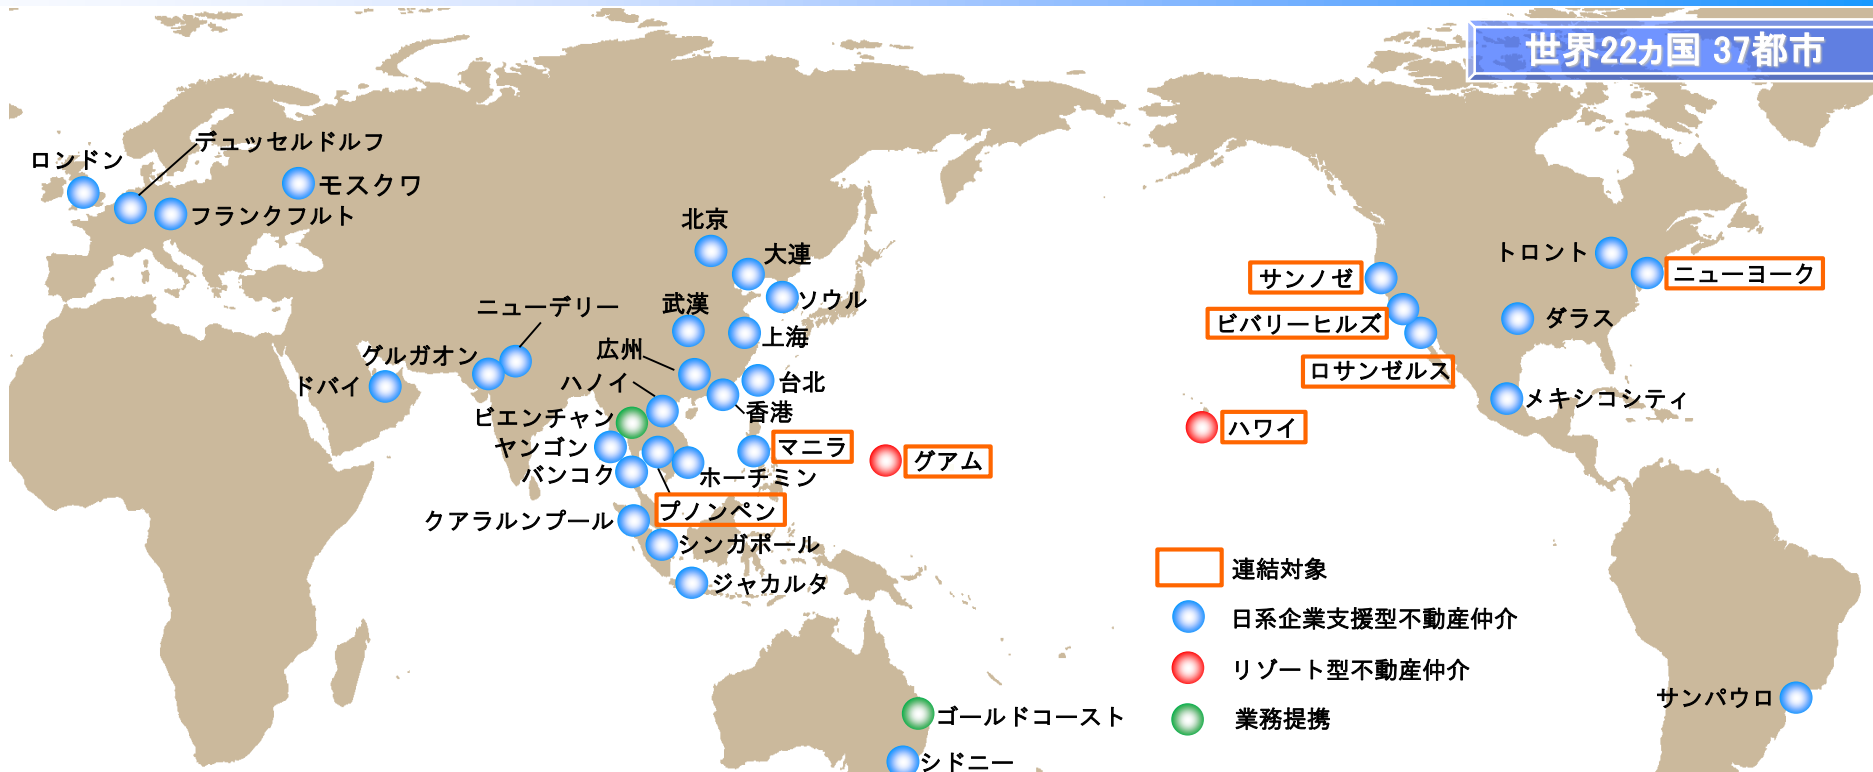 世界22ヵ国 37都市
デュッセルドルフ
ロンドン
モスクワ
フランクフルト
北京
大連
ソウル
武漢
上海
ニューデリー
広州
グルガオン
ハノイ
ドバイ
台北
香港
ビエンチャン
ヤンゴン
マニラ
バンコク
ホーチミン
グアム
プノンペン
クアラルンプール
シンガポール
ジャカルタ
ゴールドコースト
シドニー
トロント
サンノゼ
ニューヨーク
ビバリーヒルズ
ダラス
ロサンゼルス
メキシコシティ
ハワイ
サンパウロ
連結対象
日系企業支援型不動産仲介
リゾート型不動産仲介
業務提携